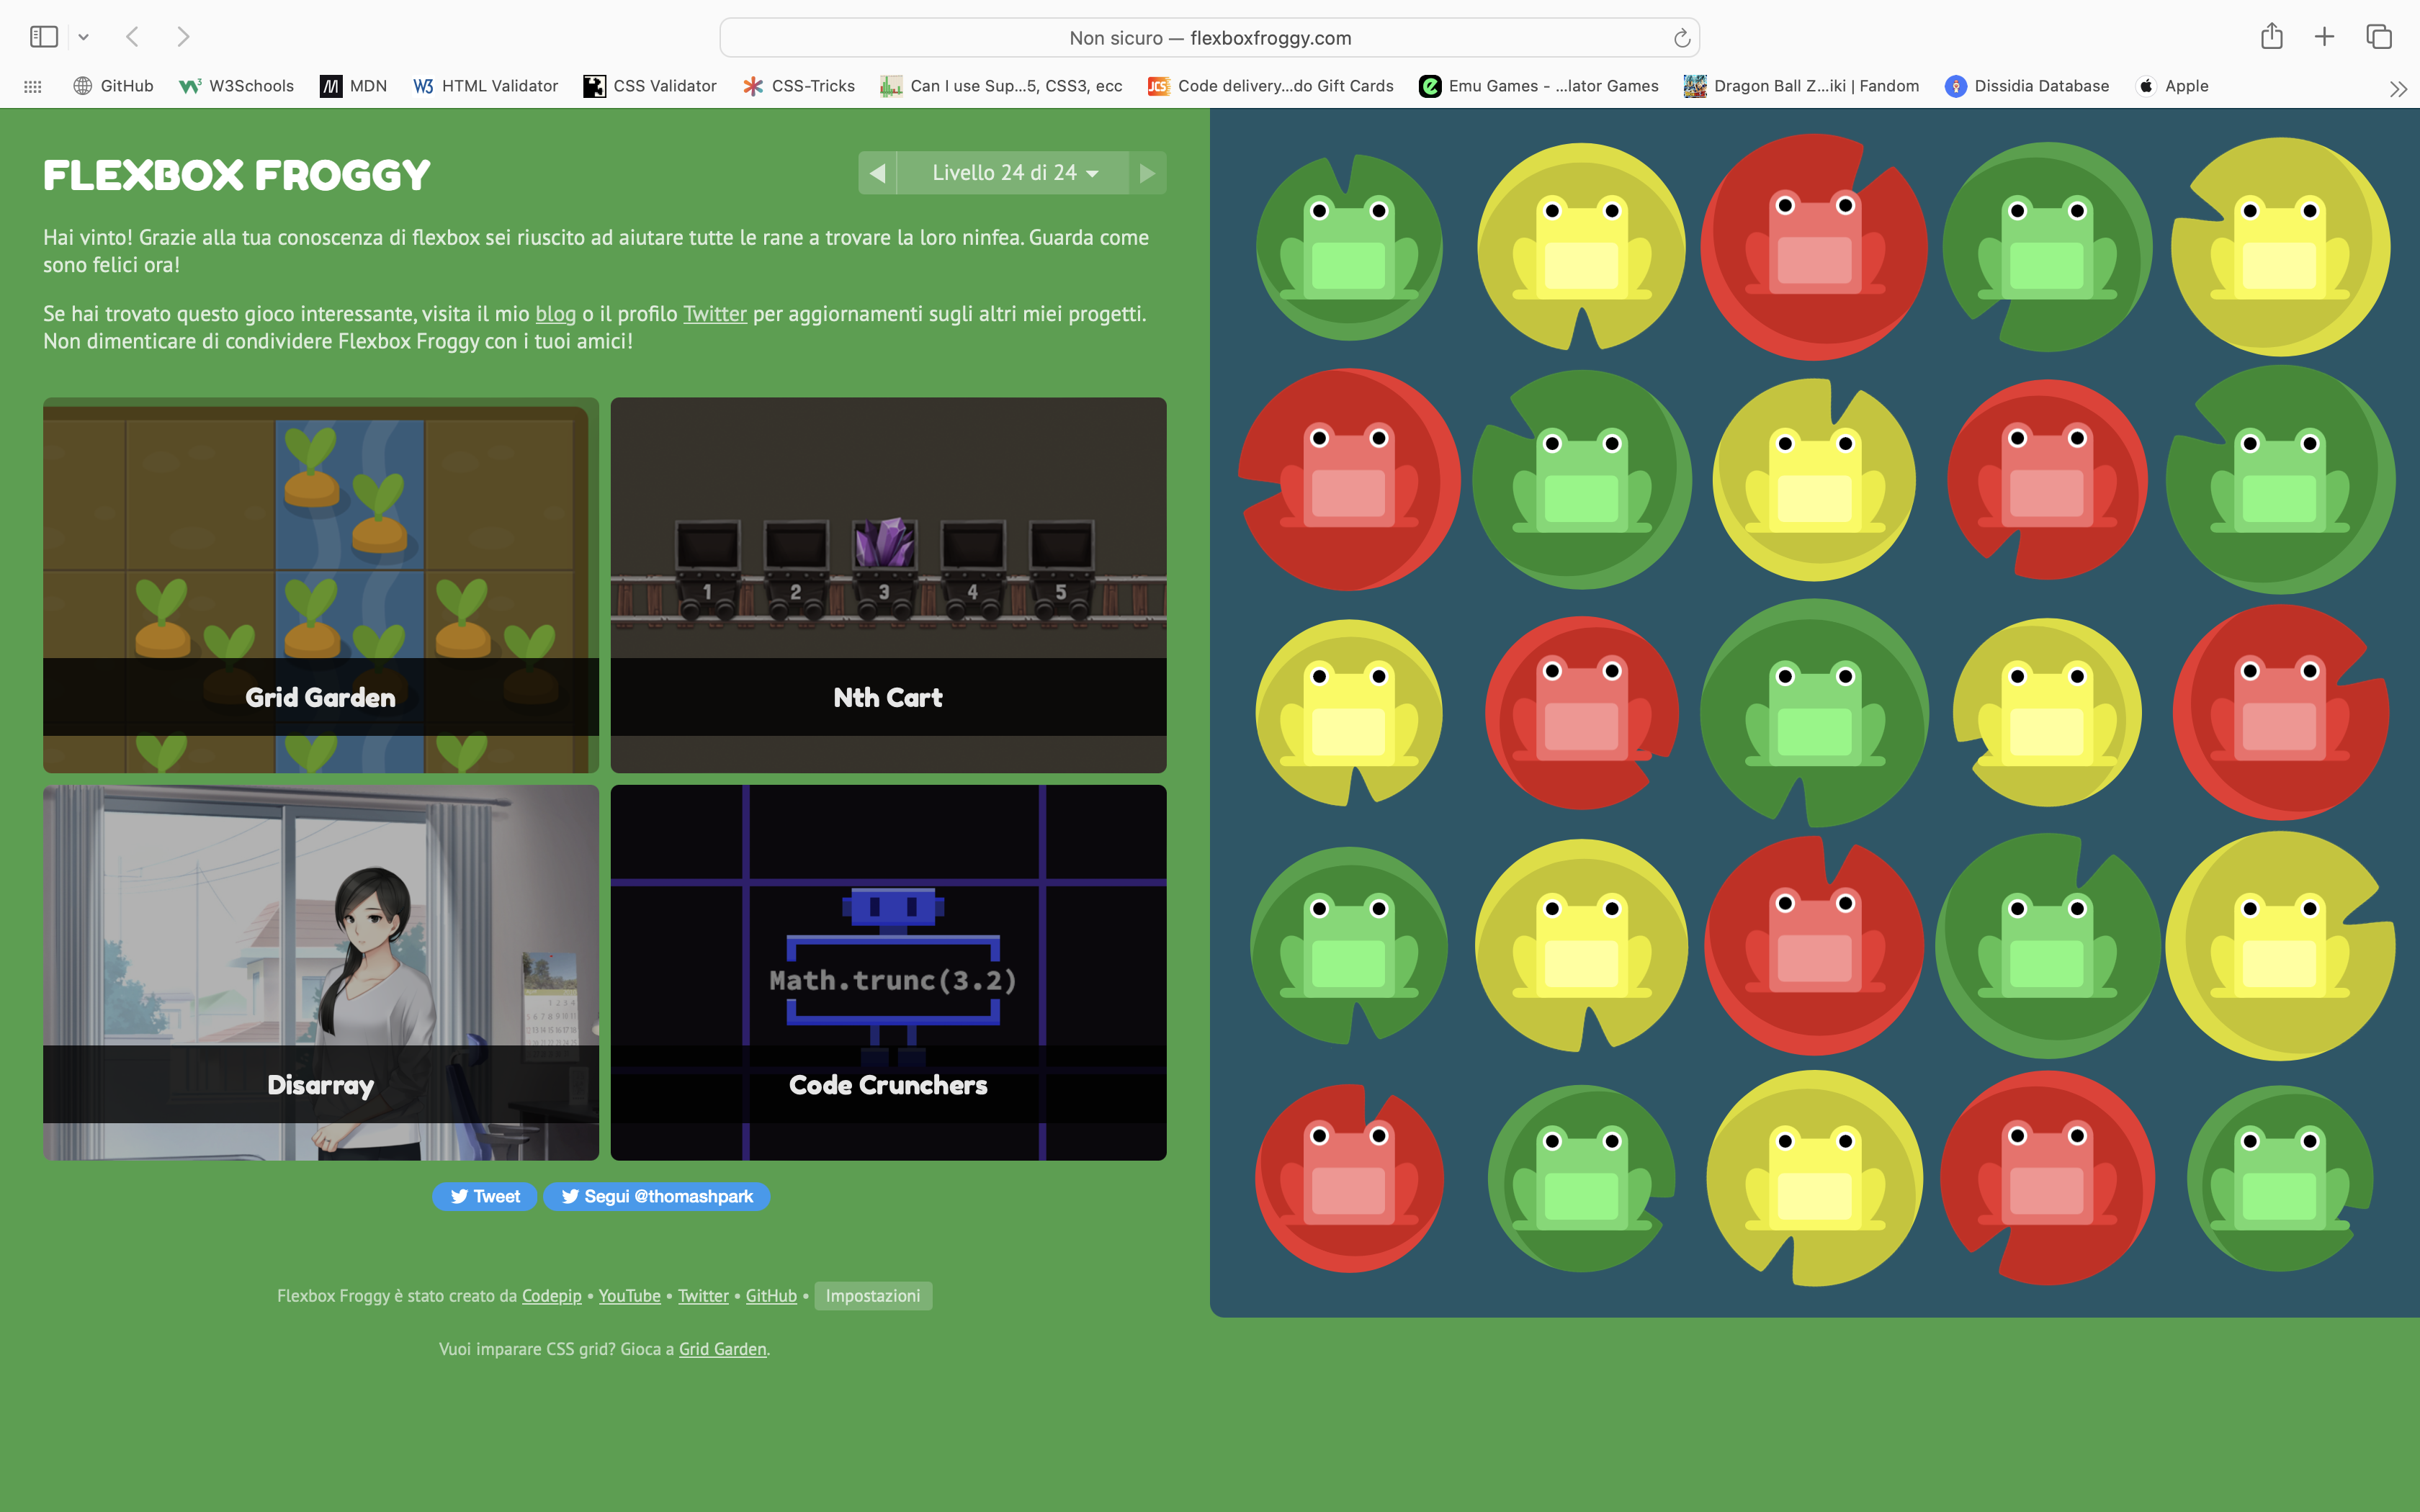 Non sicuro — flexboxfroggy.com
GitHub W3Schools MDN HTML Validator CSS Validator CSS-Tricks Can I use Sup...5, CSS3, ecc Code delivery...do Gift Cards Emu Games - ...lator Games Dragon Ball Z...iki | Fandom Dissidia Database Apple
FLEXBOX FROGGY
Livello 24 di 24
Hai vinto! Grazie alla tua conoscenza di flexbox sei riuscito ad aiutare tutte le rane a trovare la loro ninfea. Guarda come
sono felici ora!
Se hai trovato questo gioco interessante, visita il mio blog o il profilo Twitter per aggiornamenti sugli altri miei progetti.
Non dimenticare di condividere Flexbox Froggy con i tuoi amici!
1 2 3 4 5
Grid Garden
Nth Cart
Math.trunc(3.2)
Disarray
Code Crunchers
Tweet Segui @thomashpark
Flexbox Froggy è stato creato da Codepip • YouTube • Twitter • GitHub • Impostazioni
Vuoi imparare CSS grid? Gioca a Grid Garden.